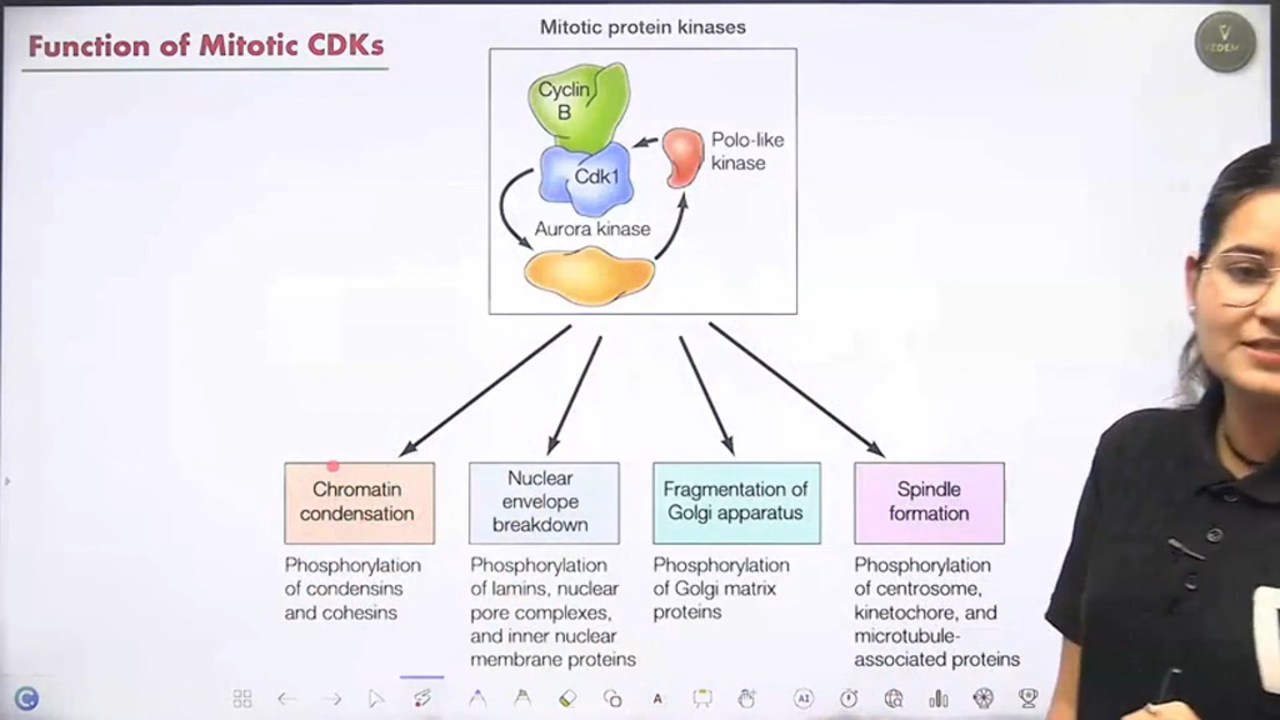 Function of Mitotic CDKs
Mitotic protein kinases
VEDEMY
Cyclin
B
Polo-like
kinase
Cdk1
Aurora kinase
Chromatin
condensation
Nuclear
envelope
breakdown
Fragmentation of
Golgi apparatus
Spindle
formation
Phosphorylation
of condensins
and cohesins
Phosphorylation
of lamins, nuclear
pore complexes,
and inner nuclear
membrane proteins
Phosphorylation
of Golgi matrix
proteins
Phosphorylation
of centrosome,
kinetochore, and
microtubule-
associated proteins
A
AI